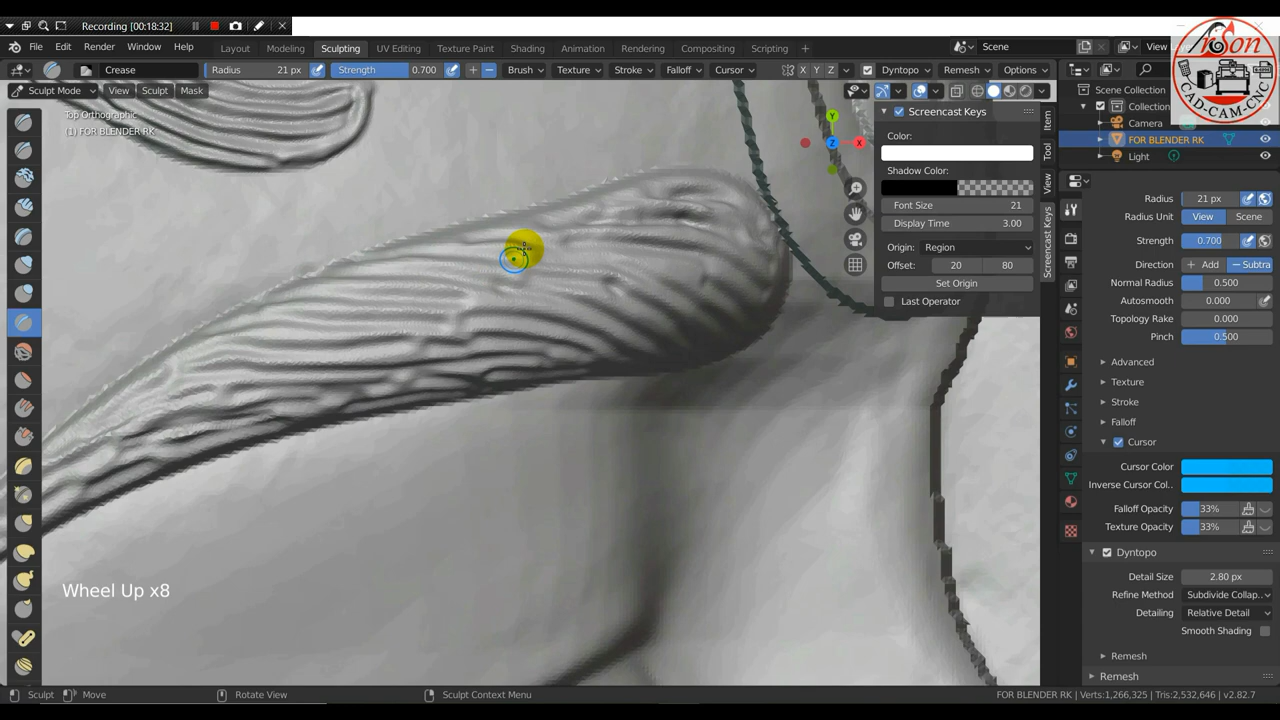 Recording [00:18:32]
File Edit Render Window Help
Layout Modeling Sculpting UV Editing Texture Paint Shading Animation Rendering Compositing Scripting +
Scene
View
Crease
Radius 21 px
Strength 0.700
Brush Texture Stroke Falloff Cursor
X Y Z
Dyntopo Remesh Options
Arson
CAD-CAM-CNC
Sculpt Mode View Sculpt Mask
Top Orthographic
(1) FOR BLENDER RK
Y
Z X
Screencast Keys
Color:
Shadow Color:
Font Size 21
Display Time 3.00
Origin: Region
Offset: 20 80
Set Origin
Last Operator
Item
Tool
View
Screencast Keys
Scene Collection
Collection
Camera
FOR BLENDER RK
Light
Radius 21 px
Radius Unit View Scene
Strength 0.700
Direction + Add − Subtra
Normal Radius 0.500
Autosmooth 0.000
Topology Rake 0.000
Pinch 0.500
Advanced
Texture
Stroke
Falloff
Cursor
Cursor Color
Inverse Cursor Col..
Falloff Opacity 33%
Texture Opacity 33%
Dyntopo
Detail Size 2.80 px
Refine Method Subdivide Collap..
Detailing Relative Detail
Smooth Shading
Remesh
Remesh
Wheel Up x8
Sculpt Move Rotate View Sculpt Context Menu
FOR BLENDER RK | Verts:1,266,325 | Tris:2,532,646 | v2.82.7